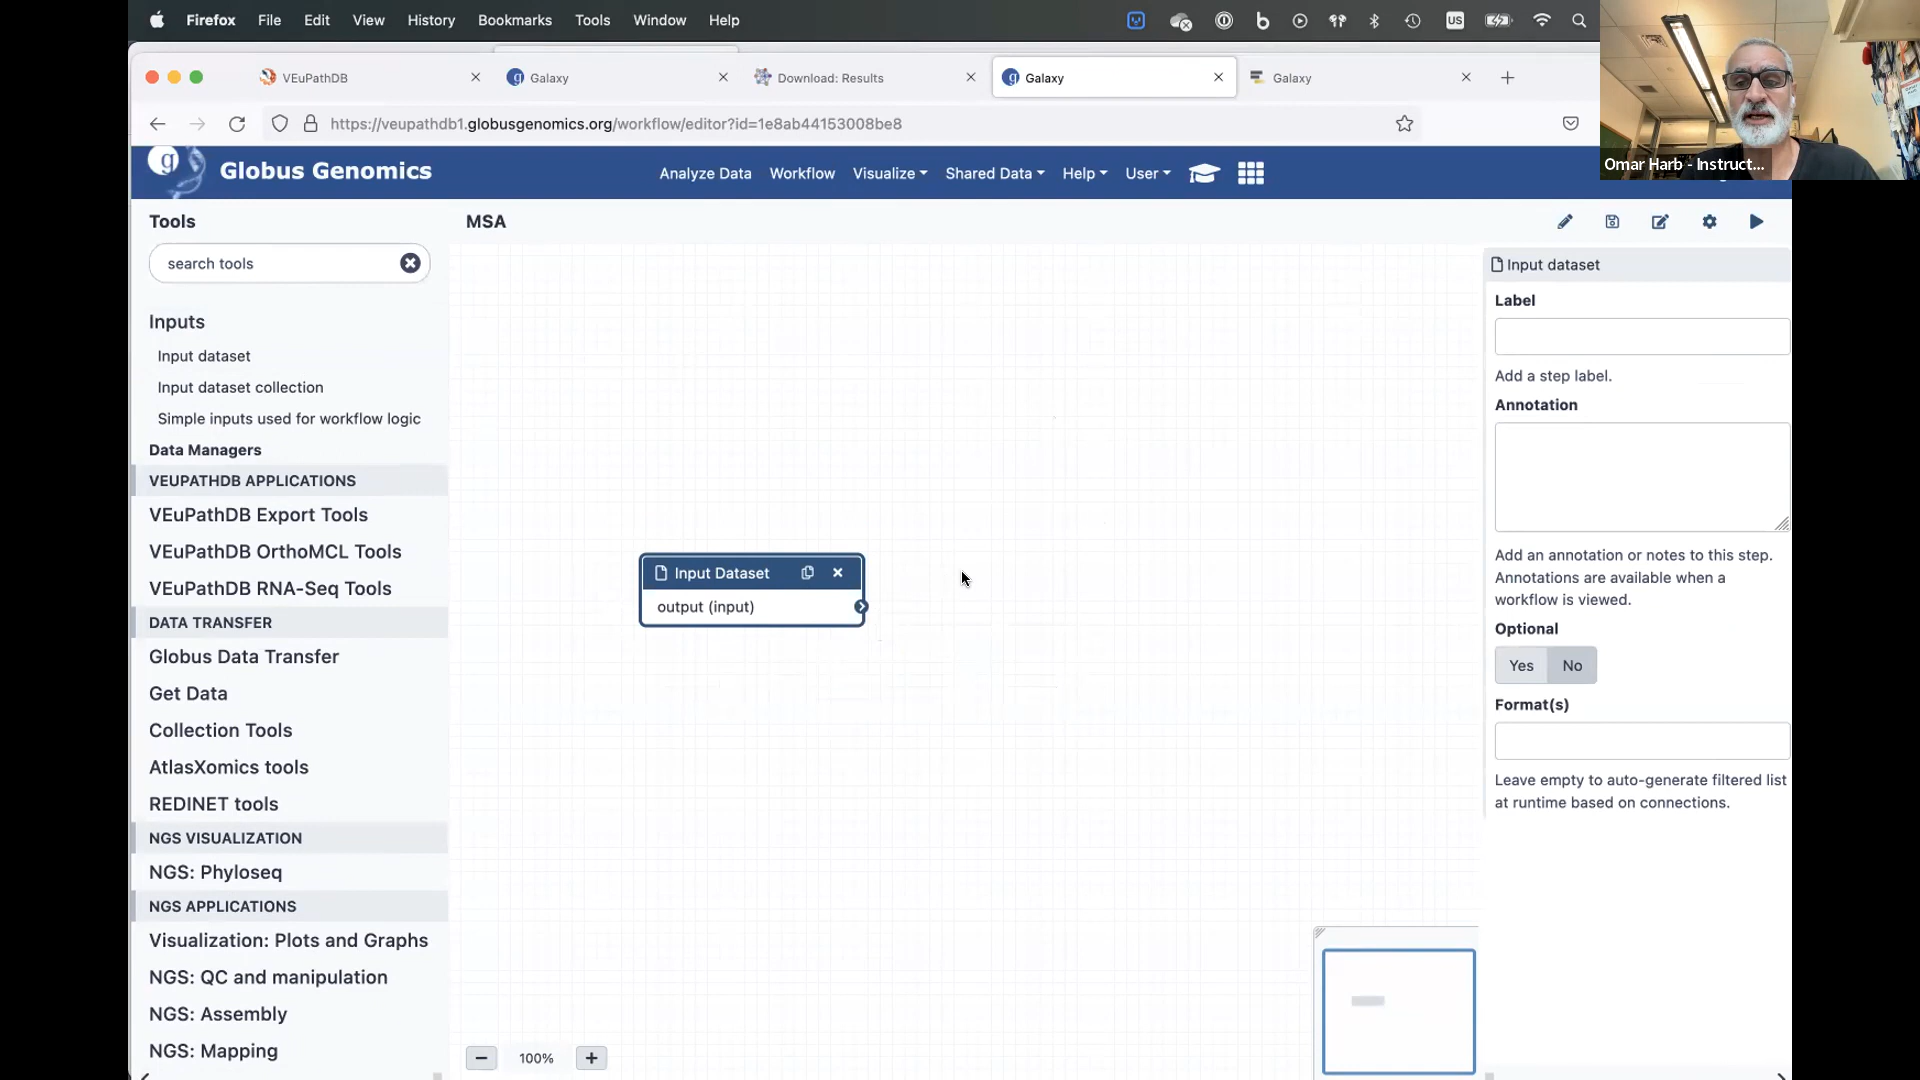 Firefox File Edit View History Bookmarks Tools Window Help
US
VEuPathDB
Galaxy
Download: Results
Galaxy
Galaxy
https://veupathdb1.globusgenomics.org/workflow/editor?id=1e8ab44153008be8
Omar Harb - Instruct...
g
Globus Genomics
Analyze Data Workflow Visualize Shared Data Help User
Tools
MSA
search tools
Inputs
Input dataset
Input dataset collection
Simple inputs used for workflow logic
Data Managers
VEUPATHDB APPLICATIONS
VEuPathDB Export Tools
VEuPathDB OrthoMCL Tools
VEuPathDB RNA-Seq Tools
DATA TRANSFER
Globus Data Transfer
Get Data
Collection Tools
AtlasXomics tools
REDINET tools
NGS VISUALIZATION
NGS: Phyloseq
NGS APPLICATIONS
Visualization: Plots and Graphs
NGS: QC and manipulation
NGS: Assembly
NGS: Mapping
Input Dataset
output (input)
100%
Input dataset
Label
Add a step label.
Annotation
Add an annotation or notes to this step.
Annotations are available when a
workflow is viewed.
Optional
Yes No
Format(s)
Leave empty to auto-generate filtered list
at runtime based on connections.